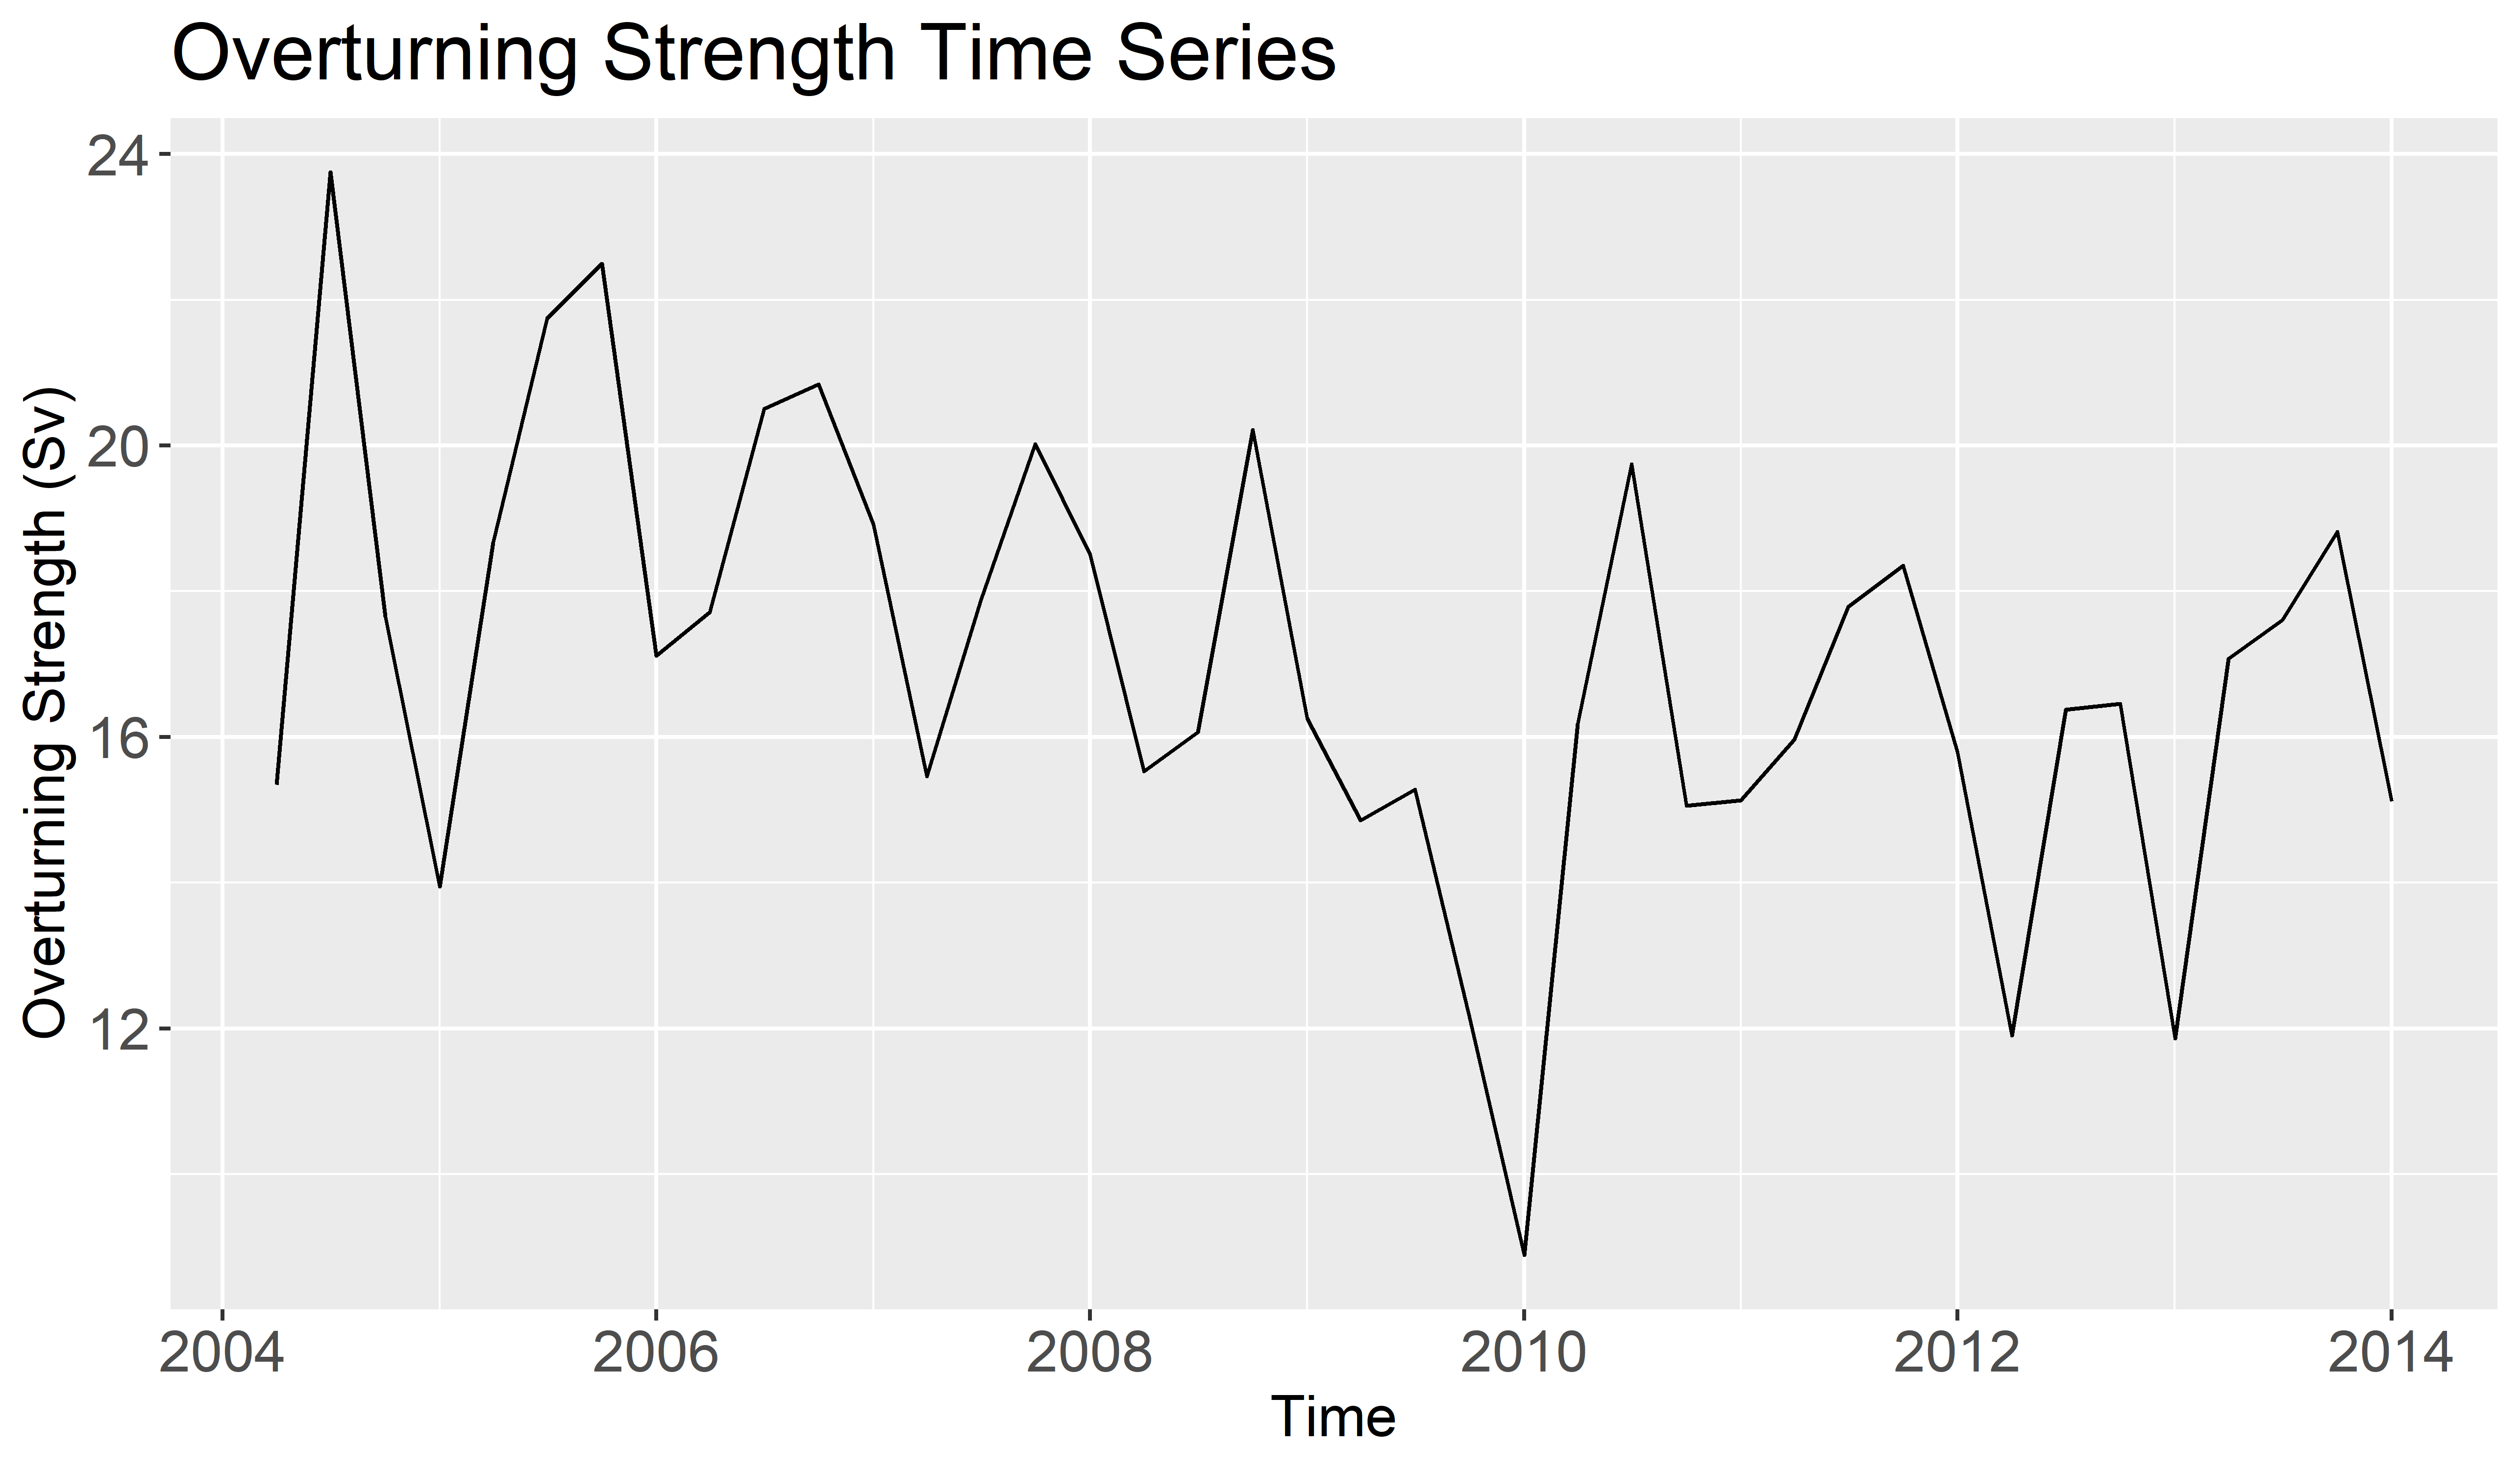 Overturning Strength Time Series
Overturning Strength (Sv)
24
20
16
12
2004 2006 2008 2010 2012 2014
Time